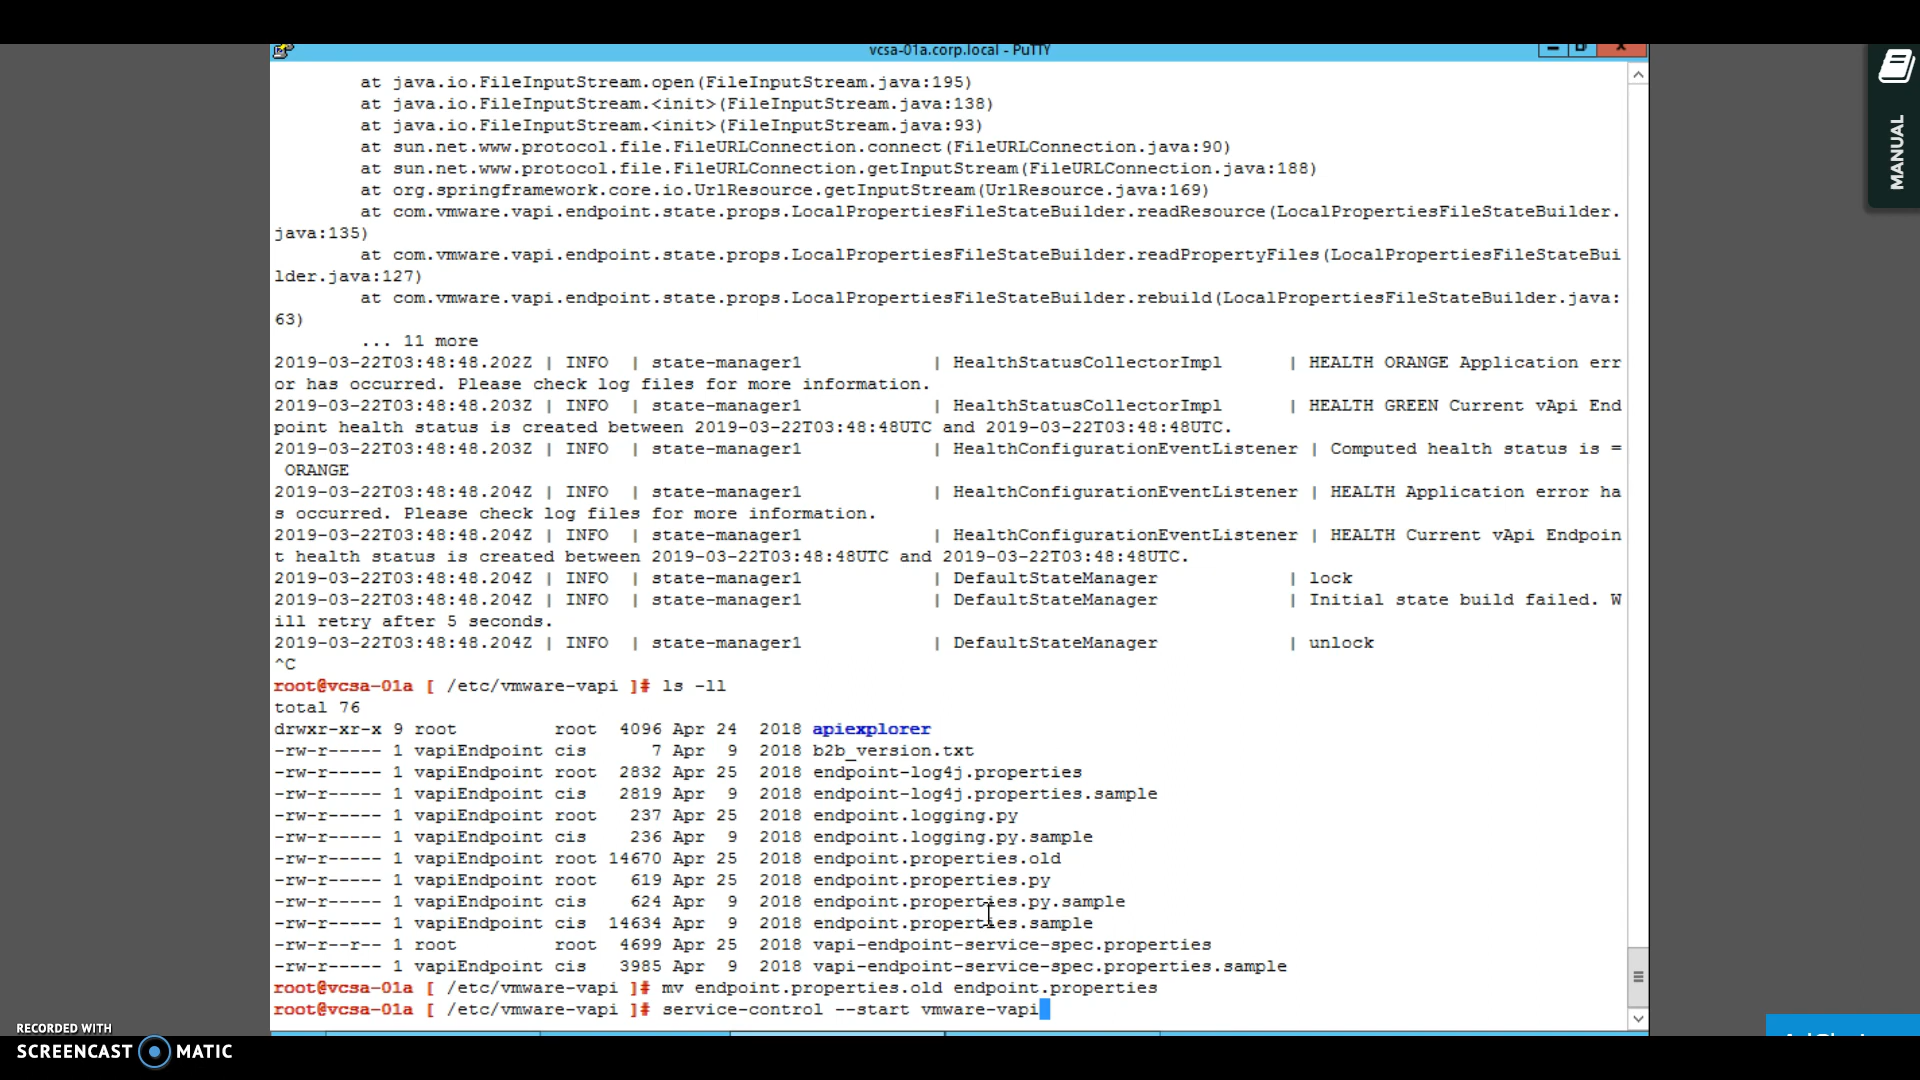 vcsa-01a.corp.local - PuTTY
at java.io.FileInputStream.open(FileInputStream.java:195)
at java.io.FileInputStream.<init>(FileInputStream.java:138)
at java.io.FileInputStream.<init>(FileInputStream.java:93)
at sun.net.www.protocol.file.FileURLConnection.connect(FileURLConnection.java:90)
at sun.net.www.protocol.file.FileURLConnection.getInputStream(FileURLConnection.java:188)
at org.springframework.core.io.UrlResource.getInputStream(UrlResource.java:169)
at com.vmware.vapi.endpoint.state.props.LocalPropertiesFileStateBuilder.readResource(LocalPropertiesFileStateBuilder.
java:135)
at com.vmware.vapi.endpoint.state.props.LocalPropertiesFileStateBuilder.readPropertyFiles(LocalPropertiesFileStateBui
lder.java:127)
at com.vmware.vapi.endpoint.state.props.LocalPropertiesFileStateBuilder.rebuild(LocalPropertiesFileStateBuilder.java:
63)
... 11 more
2019-03-22T03:48:48.202Z | INFO  | state-manager1            | HealthStatusCollectorImpl      | HEALTH ORANGE Application err
or has occurred. Please check log files for more information.
2019-03-22T03:48:48.203Z | INFO  | state-manager1            | HealthStatusCollectorImpl      | HEALTH GREEN Current vApi End
point health status is created between 2019-03-22T03:48:48UTC and 2019-03-22T03:48:48UTC.
2019-03-22T03:48:48.203Z | INFO  | state-manager1            | HealthConfigurationEventListener | Computed health status is =
ORANGE
2019-03-22T03:48:48.204Z | INFO  | state-manager1            | HealthConfigurationEventListener | HEALTH Application error ha
s occurred. Please check log files for more information.
2019-03-22T03:48:48.204Z | INFO  | state-manager1            | HealthConfigurationEventListener | HEALTH Current vApi Endpoin
t health status is created between 2019-03-22T03:48:48UTC and 2019-03-22T03:48:48UTC.
2019-03-22T03:48:48.204Z | INFO  | state-manager1            | DefaultStateManager            | lock
2019-03-22T03:48:48.204Z | INFO  | state-manager1            | DefaultStateManager            | Initial state build failed. W
ill retry after 5 seconds.
2019-03-22T03:48:48.204Z | INFO  | state-manager1            | DefaultStateManager            | unlock
^C
root@vcsa-01a [ /etc/vmware-vapi ]# ls -ll
total 76
drwxr-xr-x 9 root         root  4096 Apr 24  2018 apiexplorer
-rw-r----- 1 vapiEndpoint cis      7 Apr  9  2018 b2b_version.txt
-rw-r----- 1 vapiEndpoint root  2832 Apr 25  2018 endpoint-log4j.properties
-rw-r----- 1 vapiEndpoint cis   2819 Apr  9  2018 endpoint-log4j.properties.sample
-rw-r----- 1 vapiEndpoint root   237 Apr 25  2018 endpoint.logging.py
-rw-r----- 1 vapiEndpoint cis    236 Apr  9  2018 endpoint.logging.py.sample
-rw-r----- 1 vapiEndpoint root 14670 Apr 25  2018 endpoint.properties.old
-rw-r----- 1 vapiEndpoint root   619 Apr 25  2018 endpoint.properties.py
-rw-r----- 1 vapiEndpoint cis    624 Apr  9  2018 endpoint.properties.py.sample
-rw-r----- 1 vapiEndpoint cis  14634 Apr  9  2018 endpoint.properties.sample
-rw-r--r-- 1 root         root  4699 Apr 25  2018 vapi-endpoint-service-spec.properties
-rw-r----- 1 vapiEndpoint cis   3985 Apr  9  2018 vapi-endpoint-service-spec.properties.sample
root@vcsa-01a [ /etc/vmware-vapi ]# mv endpoint.properties.old endpoint.properties
root@vcsa-01a [ /etc/vmware-vapi ]# service-control --start vmware-vapi
MANUAL
RECORDED WITH
SCREENCAST MATIC